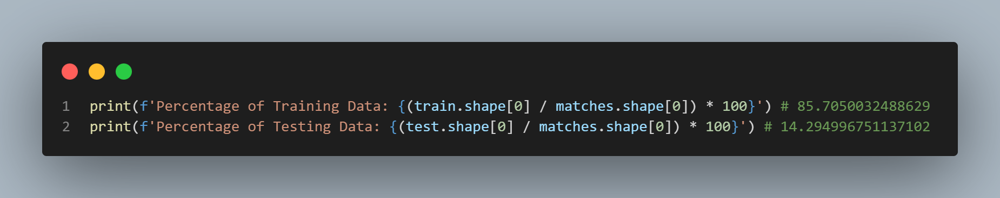 1 print(f'Percentage of Training Data: {(train.shape[0] / matches.shape[0]) * 100}') # 85.7050032488629
2 print(f'Percentage of Testing Data: {(test.shape[0] / matches.shape[0]) * 100}') # 14.294996751137102